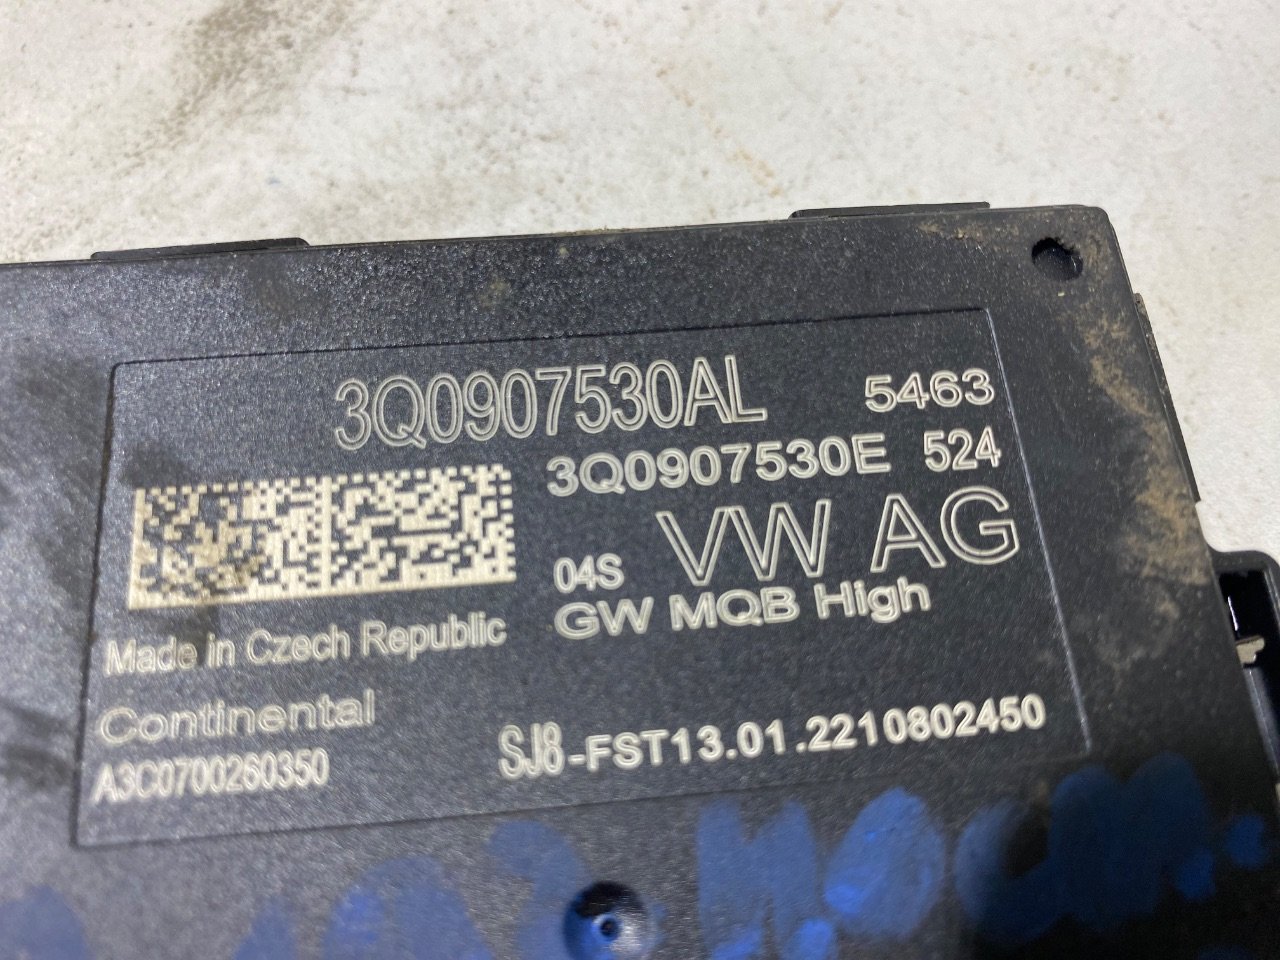 3Q0907530AL 5463
3Q0907530E 524
04S VW AG
GW MQB High
Made in Czech Republic
Continental
A3C0700260350
SJ8-FST13.01.2210802450